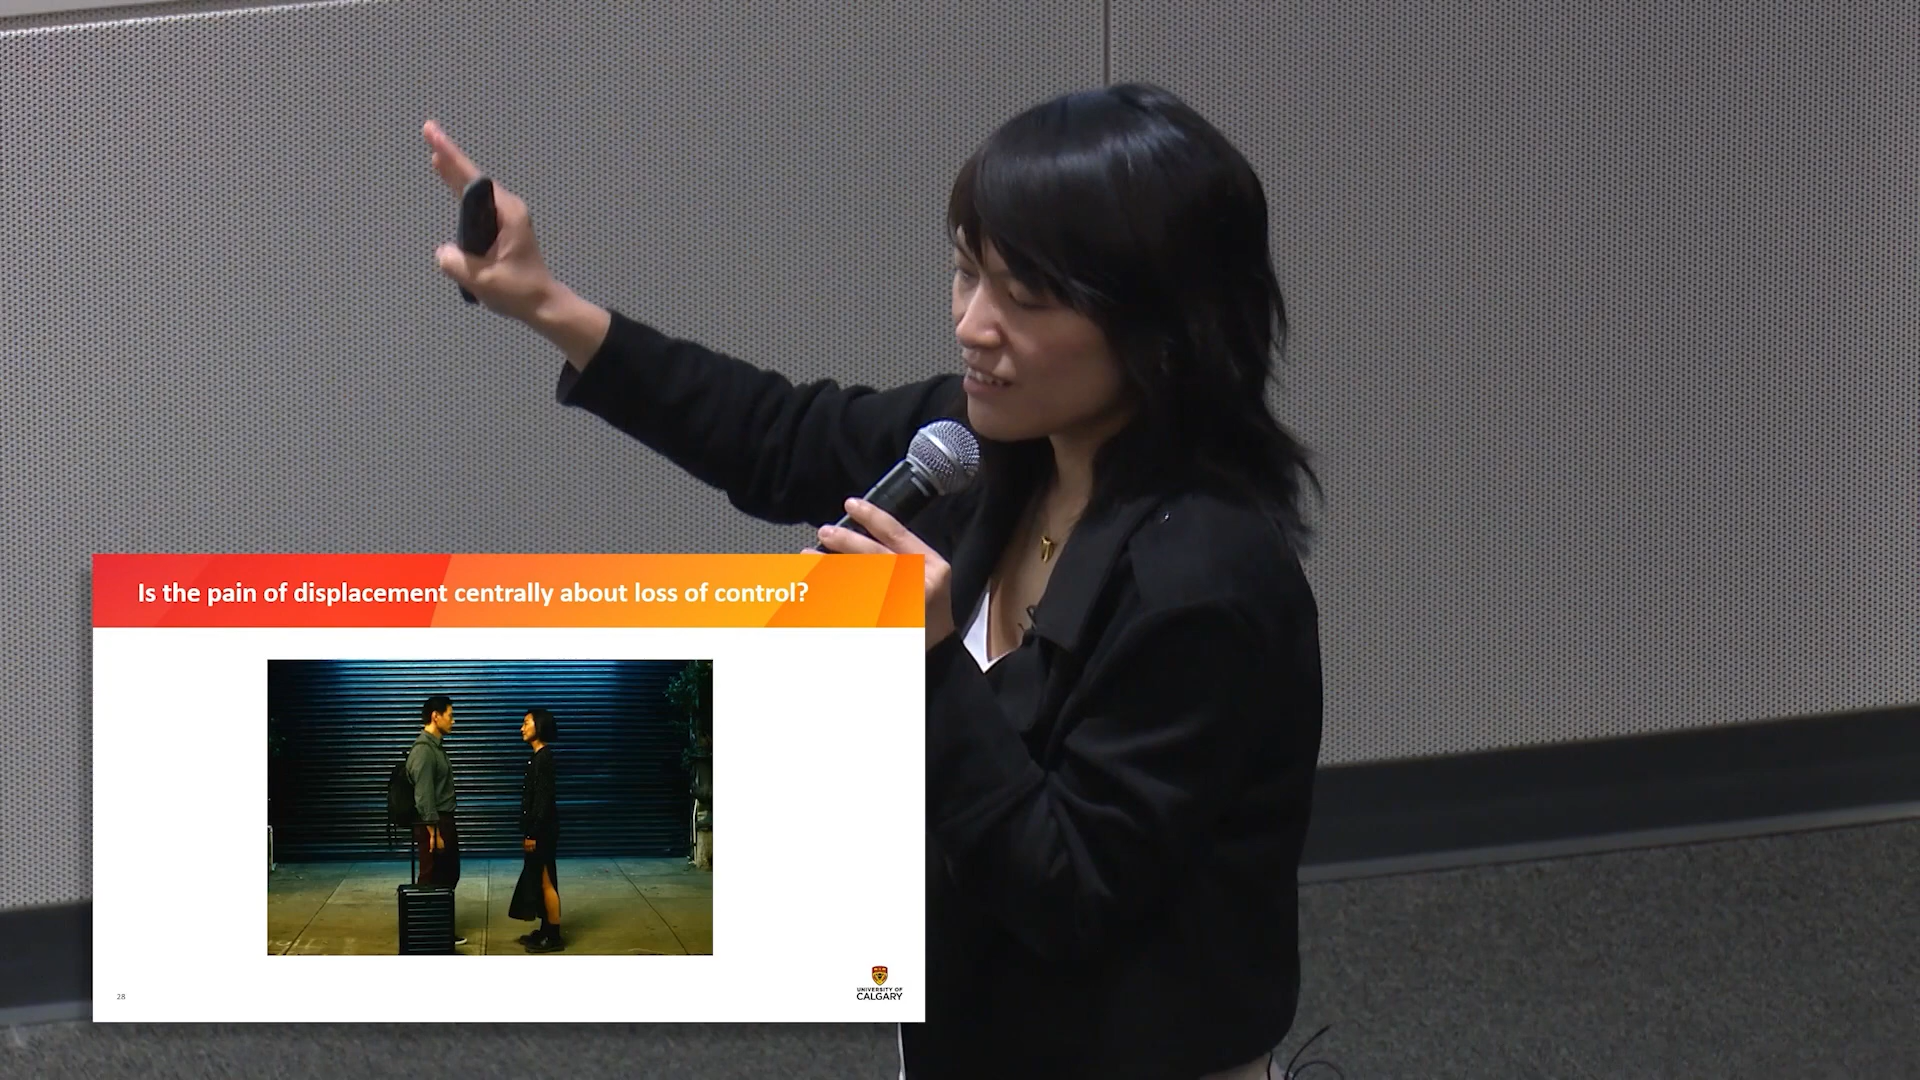 Is the pain of displacement centrally about loss of control?
28
UNIVERSITY OF
CALGARY